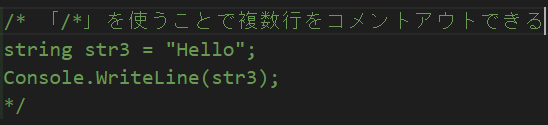 /* 「/*」を使うことで複数行をコメントアウトできる
string str3 = "Hello";
Console.WriteLine(str3);
*/